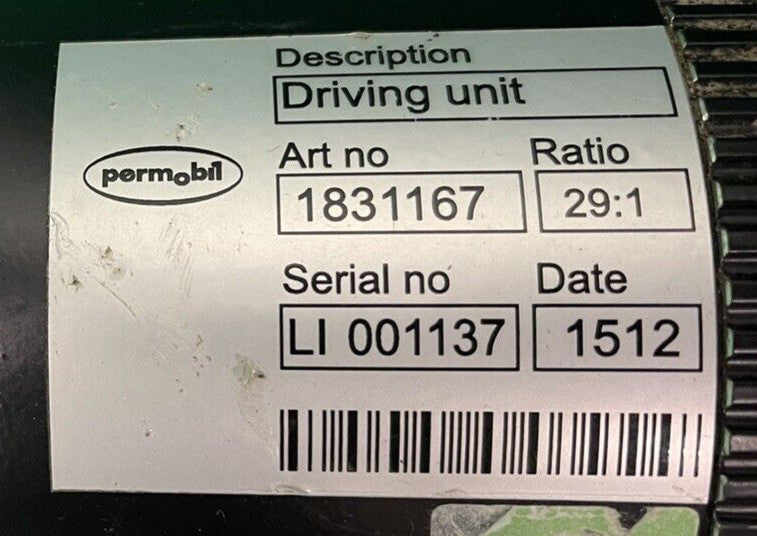 Description
Driving unit
permobil
Art no
Ratio
1831167
29:1
Serial no
Date
LI 001137
1512